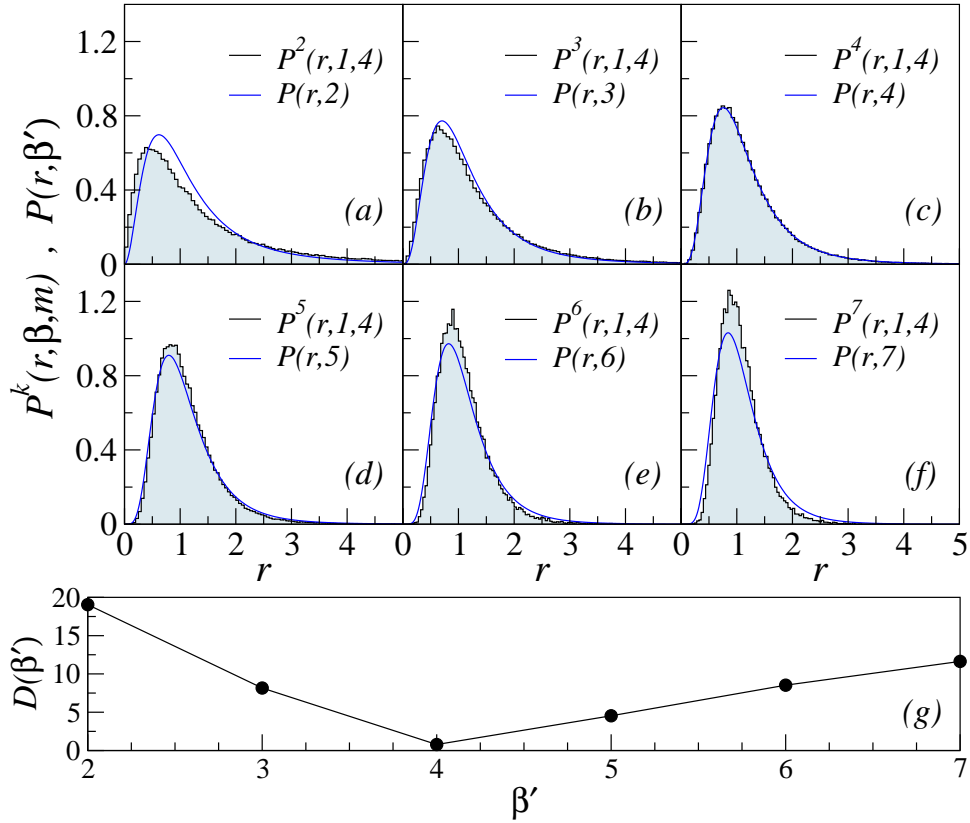 P^k(r,β,m) , P(r,β′)
1.2
0.8
0.4
0
P^2(r,1,4)
P(r,2)
(a)
P^3(r,1,4)
P(r,3)
(b)
P^4(r,1,4)
P(r,4)
(c)
1.2
0.8
0.4
0
P^5(r,1,4)
P(r,5)
(d)
P^6(r,1,4)
P(r,6)
(e)
P^7(r,1,4)
P(r,7)
(f)
0 1 2 3 4 0 1 2 3 4 0 1 2 3 4 5
r r r
D(β′)
20
15
10
5
0
(g)
2 3 4 5 6 7
β′